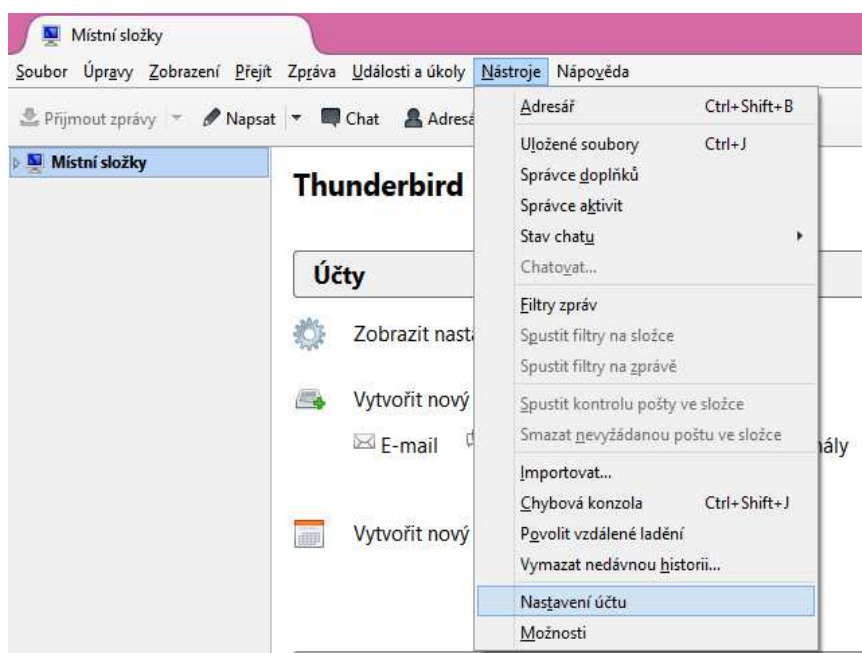 Místní složky
Soubor Úpravy Zobrazení Přejít Zpráva Události a úkoly Nástroje Nápověda
Přijmout zprávy Napsat Chat
Místní složky
Thunderbird
Účty
Zobrazit
Vytvořit nový
E-mail
Vytvořit nový
Adresář Ctrl+Shift+B
Uložené soubory Ctrl+J
Správce doplňků
Správce aktivit
Stav chatu
Chatovat...
Filtry zpráv
Spustit filtry na složce
Spustit filtry na zprávě
Spustit kontrolu pošty ve složce
Smazat nevyžádanou poštu ve složce
Importovat...
Chybová konzola Ctrl+Shift+J
Povolit vzdálené ladění
Vymazat nedávnou historii...
Nastavení účtu
Možnosti